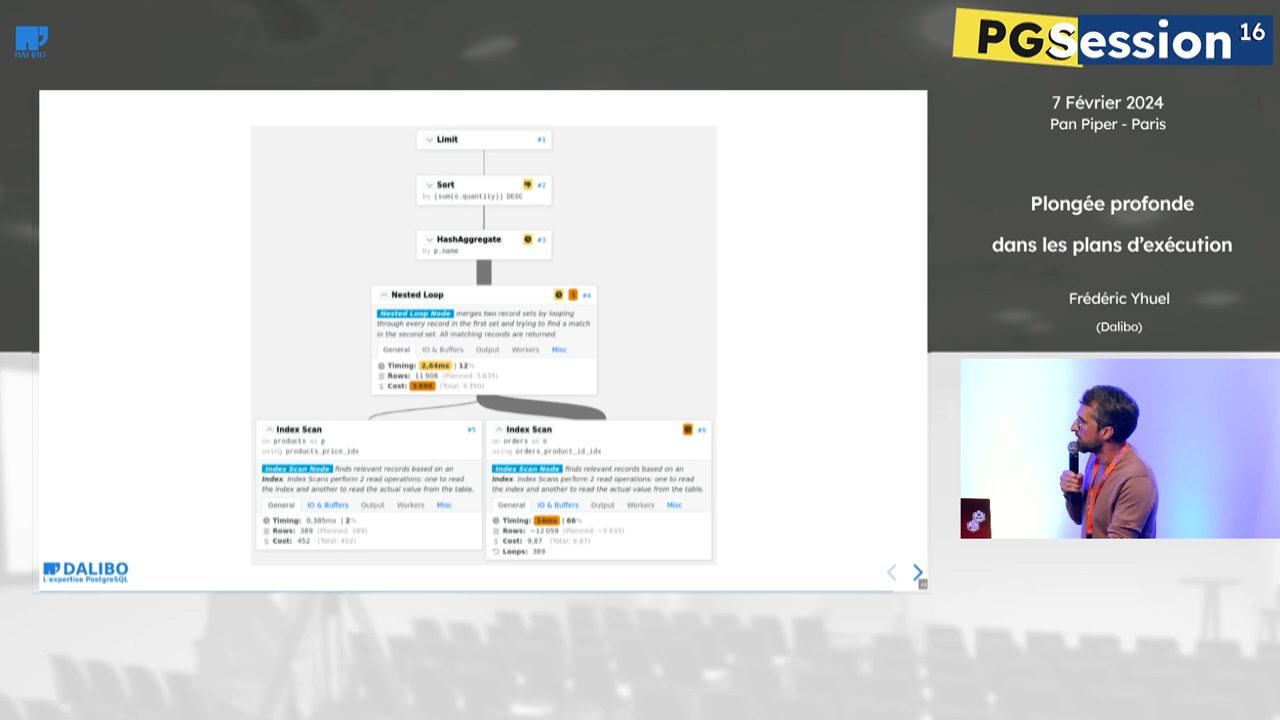 DALIBO
PGSession 16
7 Février 2024
Pan Piper - Paris
Plongée profonde
dans les plans d’exécution
Frédéric Yhuel
(Dalibo)
Limit #1
Sort #2
by (sum(o.quantity)) DESC
HashAggregate #3
by p.name
Nested Loop #4
Nested Loop Node merges two record sets by looping
through every record in the first set and trying to find a match
in the second set. All matching records are returned.
General IO & Buffers Output Workers Misc
Timing: 2,64ms | 12%
Rows: 11 908 (Planned: 5 835)
Cost: 3 890 (Total: 4 350)
Index Scan #5
on products as p
using products_price_idx
Index Scan Node finds relevant records based on an
Index. Index Scans perform 2 read operations: one to read
the index and another to read the actual value from the table.
General IO & Buffers Output Workers Misc
Timing: 0,385ms | 2%
Rows: 389 (Planned: 389)
Cost: 452 (Total: 452)
Index Scan #6
on orders as o
using orders_product_id_idx
Index Scan Node finds relevant records based on an
Index. Index Scans perform 2 read operations: one to read
the index and another to read the actual value from the table.
General IO & Buffers Output Workers Misc
Timing: 14ms | 66%
Rows: ~12 059 (Planned: ~5 835)
Cost: 9,87 (Total: 9,87)
Loops: 389
DALIBO
L'expertise PostgreSQL